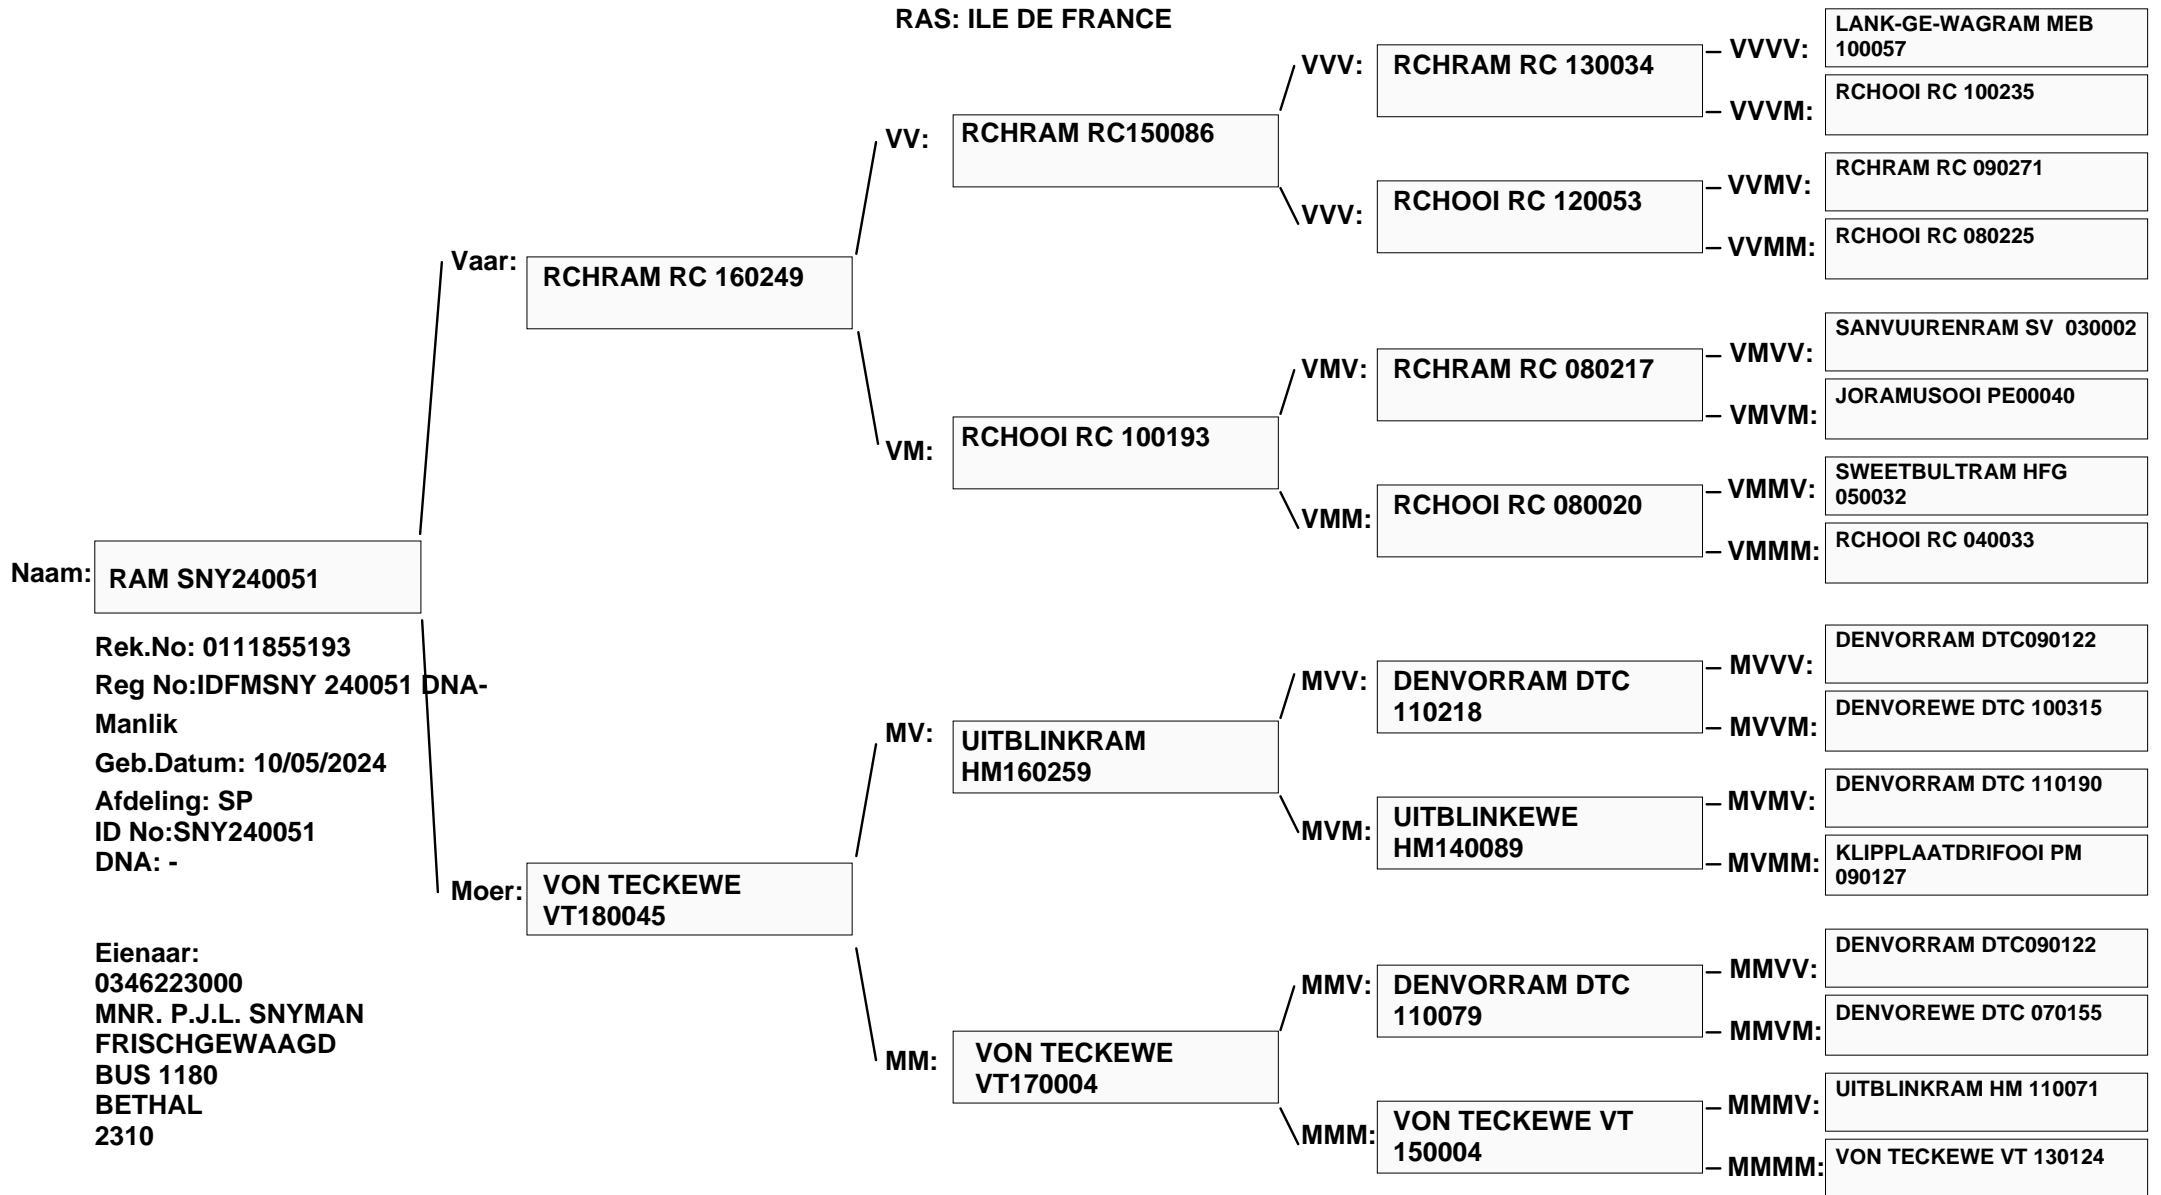 RAS: ILE DE FRANCE
Naam:
RAM SNY240051
Rek.No: 0111855193
Reg No:IDFMSNY 240051 DNA-
Manlik
Geb.Datum: 10/05/2024
Afdeling: SP
ID No:SNY240051
DNA: -
Eienaar:
0346223000
MNR. P.J.L. SNYMAN
FRISCHGEWAAGD
BUS 1180
BETHAL
2310
Vaar:
RCHRAM RC 160249
Moer:
VON TECKEWE
VT180045
VV:
RCHRAM RC150086
VM:
RCHOOI RC 100193
MV:
UITBLINKRAM
HM160259
MM:
VON TECKEWE
VT170004
VVV:
RCHRAM RC 130034
VVV:
RCHOOI RC 120053
VMV:
RCHRAM RC 080217
VMM:
RCHOOI RC 080020
MVV:
DENVORRAM DTC
110218
MVM:
UITBLINKEWE
HM140089
MMV:
DENVORRAM DTC
110079
MMM:
VON TECKEWE VT
150004
VVVV:
LANK-GE-WAGRAM MEB
100057
VVVM:
RCHOOI RC 100235
VVMV:
RCHRAM RC 090271
VVMM:
RCHOOI RC 080225
VMVV:
SANVUURENRAM SV  030002
VMVM:
JORAMUSOOI PE00040
VMMV:
SWEETBULTRAM HFG
050032
VMMM:
RCHOOI RC 040033
MVVV:
DENVORRAM DTC090122
MVVM:
DENVOREWE DTC 100315
MVMV:
DENVORRAM DTC 110190
MVMM:
KLIPPLAATDRIFOOI PM
090127
MMVV:
DENVORRAM DTC090122
MMVM:
DENVOREWE DTC 070155
MMMV:
UITBLINKRAM HM 110071
MMMM:
VON TECKEWE VT 130124